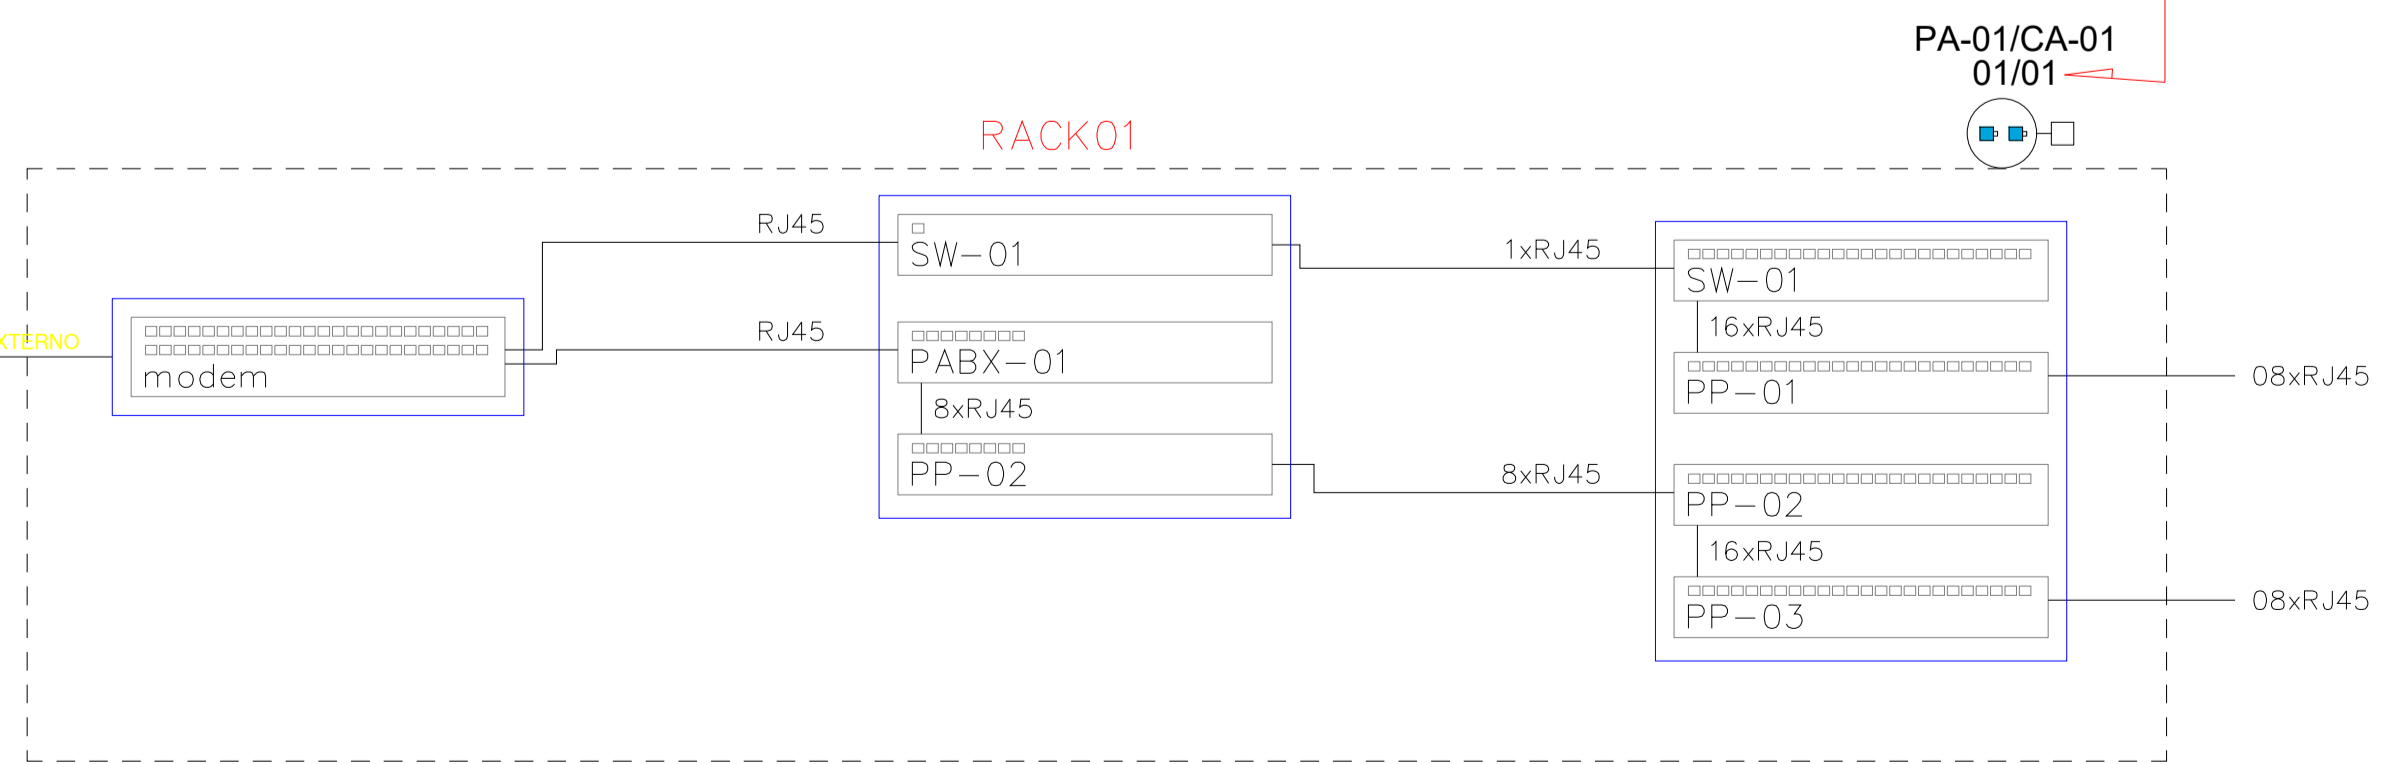 PA-01/CA-01
01/01
RACK01
RJ45
SW-01
1xRJ45
SW-01
16xRJ45
XTERNO
modem
RJ45
PABX-01
8xRJ45
PP-02
PP-01
08xRJ45
8xRJ45
PP-02
16xRJ45
PP-03
08xRJ45